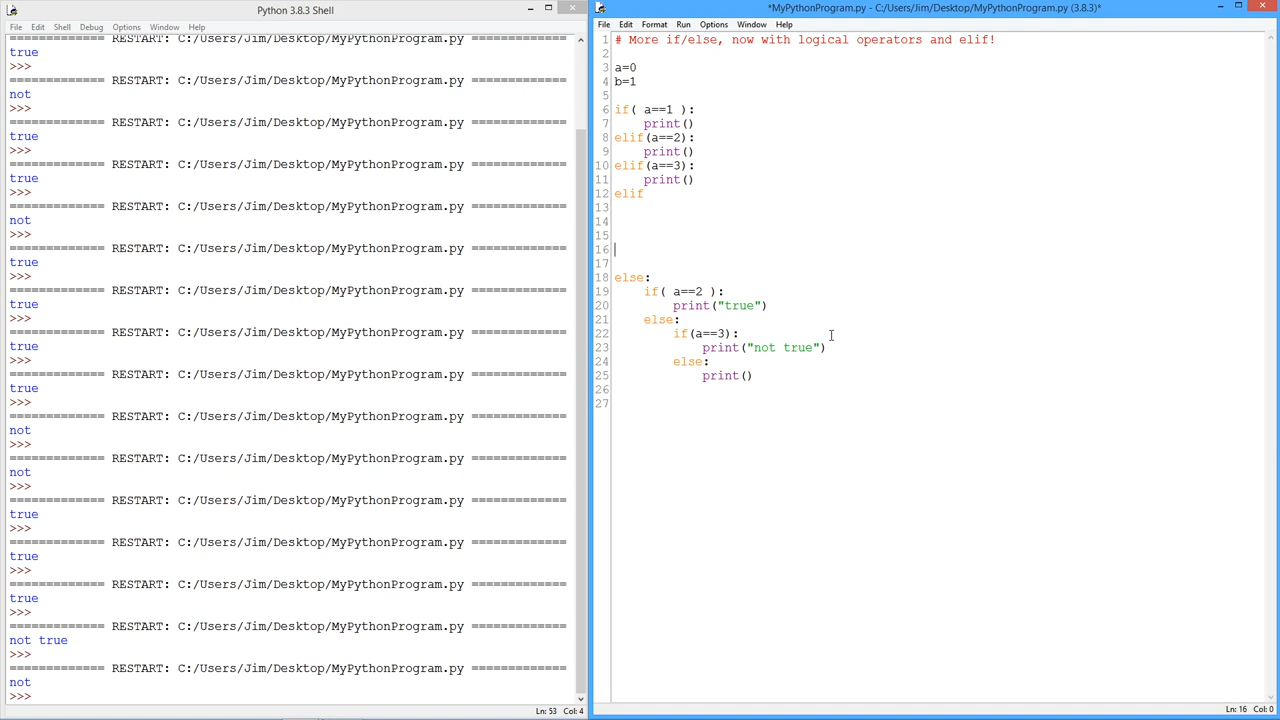 Python 3.8.3 Shell
File Edit Shell Debug Options Window Help
============= RESTART: C:/Users/Jim/Desktop/MyPythonProgram.py =============
true
>>>
============= RESTART: C:/Users/Jim/Desktop/MyPythonProgram.py =============
not
>>>
============= RESTART: C:/Users/Jim/Desktop/MyPythonProgram.py =============
true
>>>
============= RESTART: C:/Users/Jim/Desktop/MyPythonProgram.py =============
true
>>>
============= RESTART: C:/Users/Jim/Desktop/MyPythonProgram.py =============
not
>>>
============= RESTART: C:/Users/Jim/Desktop/MyPythonProgram.py =============
true
>>>
============= RESTART: C:/Users/Jim/Desktop/MyPythonProgram.py =============
true
>>>
============= RESTART: C:/Users/Jim/Desktop/MyPythonProgram.py =============
true
>>>
============= RESTART: C:/Users/Jim/Desktop/MyPythonProgram.py =============
true
>>>
============= RESTART: C:/Users/Jim/Desktop/MyPythonProgram.py =============
not
>>>
============= RESTART: C:/Users/Jim/Desktop/MyPythonProgram.py =============
not
>>>
============= RESTART: C:/Users/Jim/Desktop/MyPythonProgram.py =============
true
>>>
============= RESTART: C:/Users/Jim/Desktop/MyPythonProgram.py =============
true
>>>
============= RESTART: C:/Users/Jim/Desktop/MyPythonProgram.py =============
true
>>>
============= RESTART: C:/Users/Jim/Desktop/MyPythonProgram.py =============
not true
>>>
============= RESTART: C:/Users/Jim/Desktop/MyPythonProgram.py =============
not
>>>
Ln: 53 Col: 4
*MyPythonProgram.py - C:/Users/Jim/Desktop/MyPythonProgram.py (3.8.3)*
File Edit Format Run Options Window Help
1 # More if/else, now with logical operators and elif!
2
3 a=0
4 b=1
5
6 if( a==1 ):
7     print()
8 elif(a==2):
9     print()
10 elif(a==3):
11     print()
12 elif
13
14
15
16
17
18 else:
19     if( a==2 ):
20         print("true")
21     else:
22         if(a==3):
23             print("not true")
24         else:
25             print()
26
27
Ln: 16 Col: 0